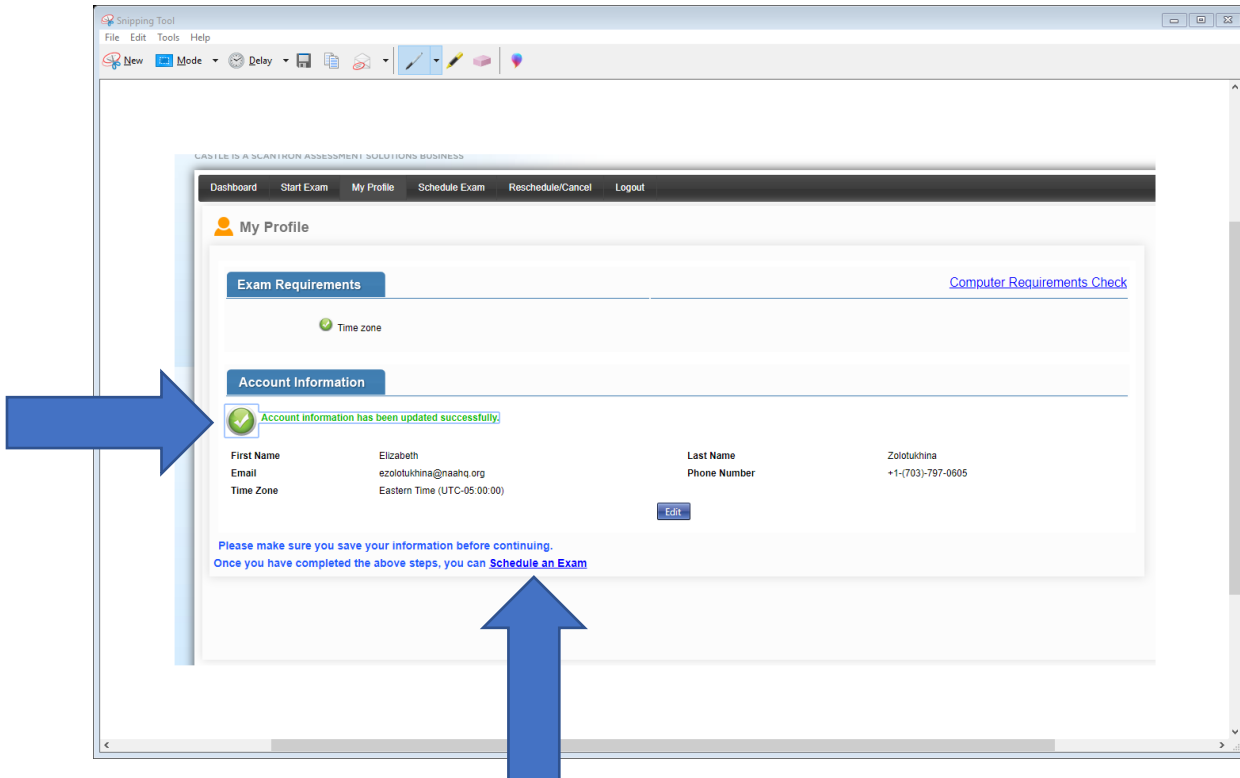 Snipping Tool
File Edit Tools Help
New Mode Delay
CASTLE IS A SCANTRON ASSESSMENT SOLUTIONS BUSINESS
Dashboard Start Exam My Profile Schedule Exam Reschedule/Cancel Logout
My Profile
Exam Requirements Computer Requirements Check
Time zone
Account Information
Account information has been updated successfully.
First Name Elizabeth Last Name Zolotukhina
Email ezolotukhina@naahq.org Phone Number +1-(703)-797-0605
Time Zone Eastern Time (UTC-05:00:00)
Edit
Please make sure you save your information before continuing.
Once you have completed the above steps, you can Schedule an Exam